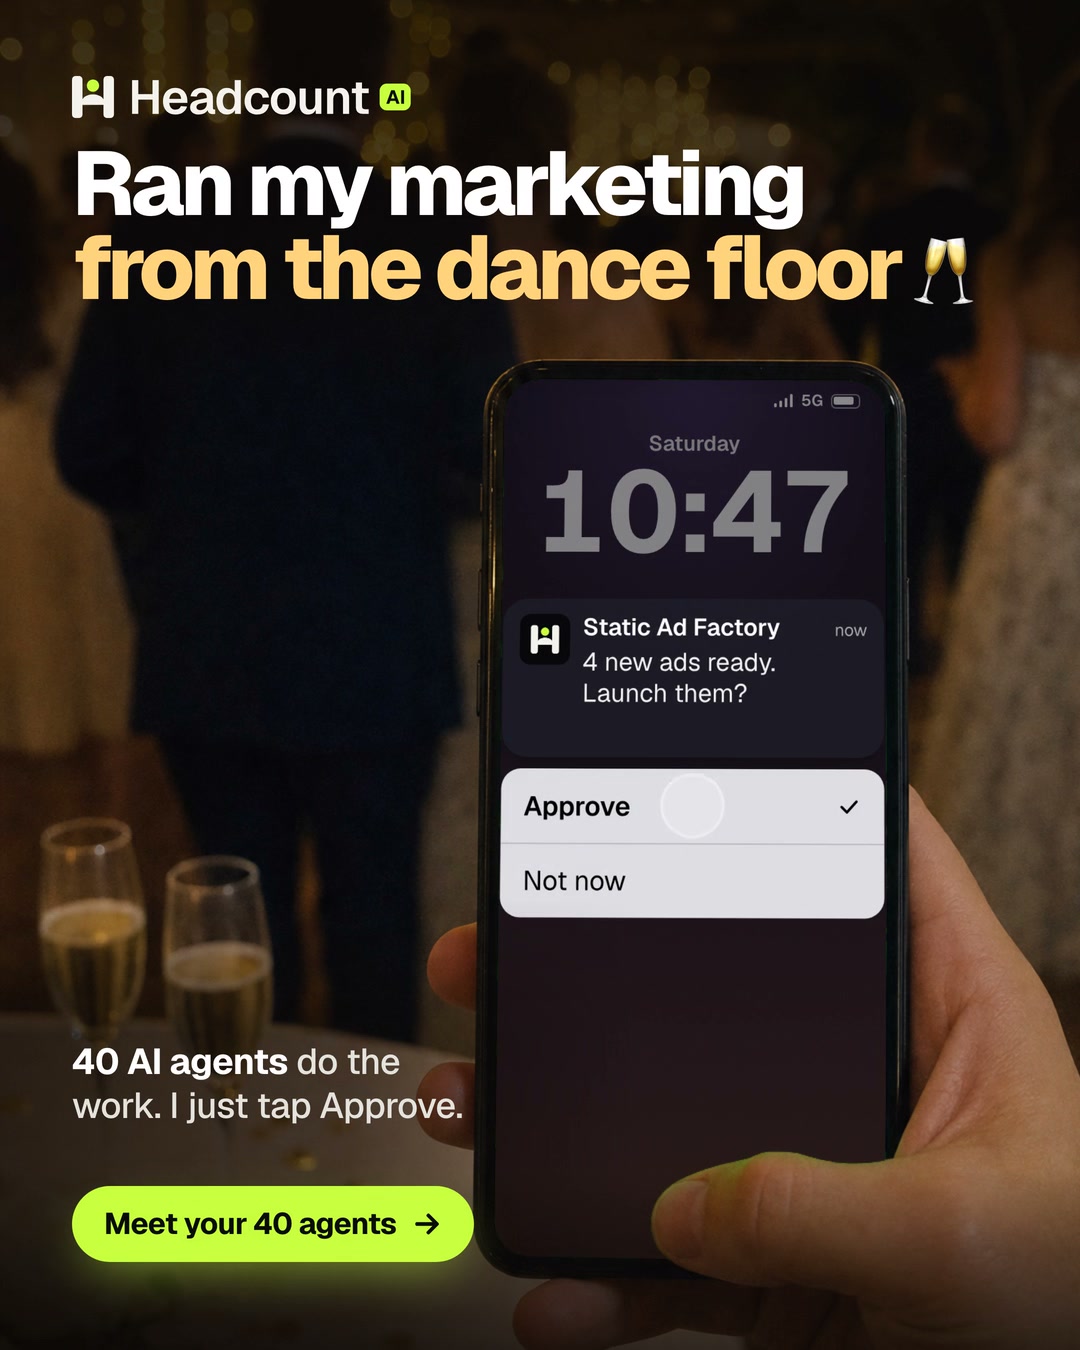 Headcount AI
Ran my marketing
from the dance floor 🥂
5G
Saturday
10:47
Static Ad Factory now
4 new ads ready.
Launch them?
Approve
Not now
40 AI agents do the
work. I just tap Approve.
Meet your 40 agents →